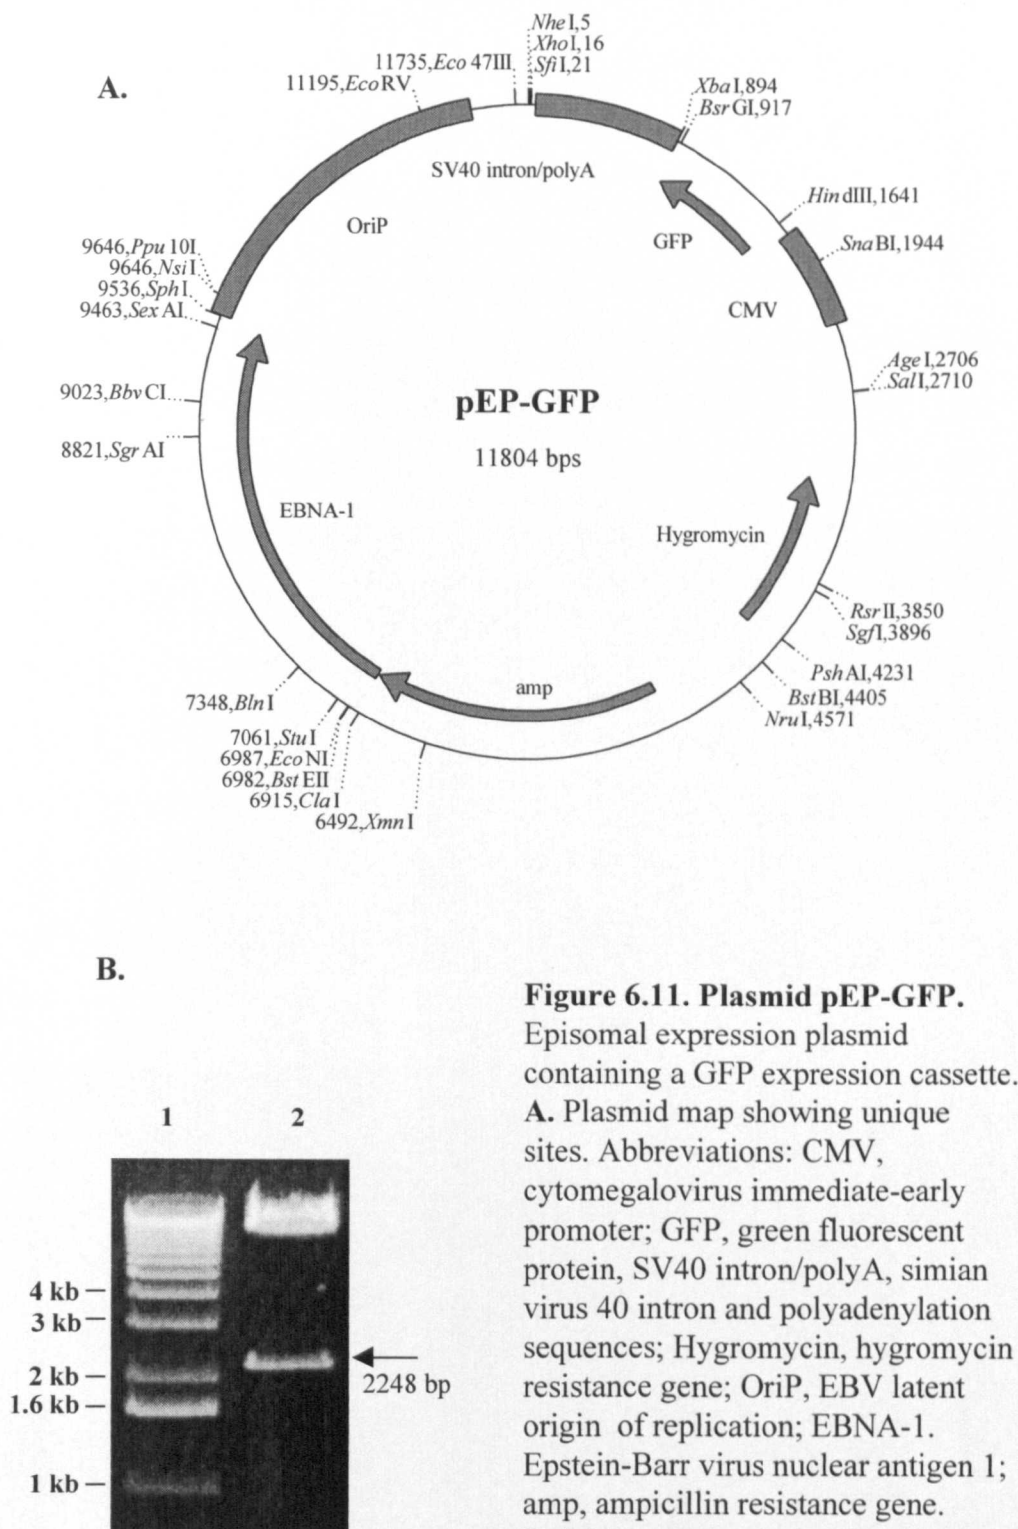 A.
NheI,5
XhoI,16
SfiI,21
11735,Eco 47III
11195,EcoRV
XbaI,894
BsrGI,917
SV40 intron/polyA
HindIII,1641
OriP
GFP
SnaBI,1944
9646,Ppu 10I
9646,NsiI
9536,SphI
9463,SexAI
CMV
AgeI,2706
SalI,2710
9023,BbvCI
pEP-GFP
8821,SgrAI
11804 bps
EBNA-1
Hygromycin
RsrII,3850
SgfI,3896
PshAI,4231
amp
BstBI,4405
7348,BlnI
NruI,4571
7061,StuI
6987,EcoNI
6982,BstEII
6915,ClaI
6492,XmnI
B.
1 2
4 kb
3 kb
2 kb
2248 bp
1.6 kb
1 kb
Figure 6.11. Plasmid pEP-GFP.
Episomal expression plasmid
containing a GFP expression cassette.
A. Plasmid map showing unique
sites. Abbreviations: CMV,
cytomegalovirus immediate-early
promoter; GFP, green fluorescent
protein, SV40 intron/polyA, simian
virus 40 intron and polyadenylation
sequences; Hygromycin, hygromycin
resistance gene; OriP, EBV latent
origin of replication; EBNA-1.
Epstein-Barr virus nuclear antigen 1;
amp, ampicillin resistance gene.